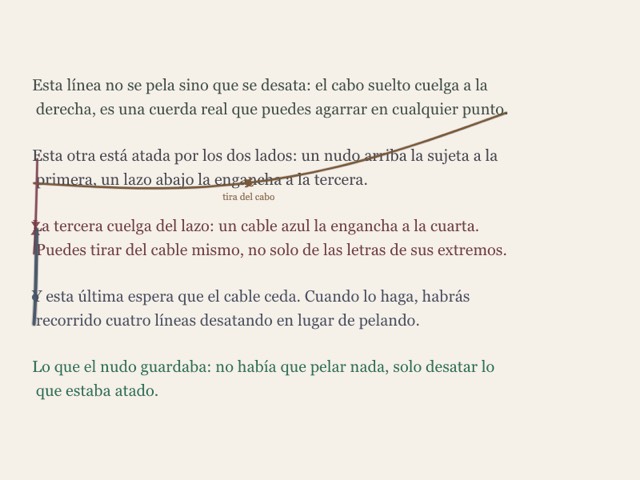 Esta línea no se pela sino que se desata: el cabo suelto cuelga a la
derecha, es una cuerda real que puedes agarrar en cualquier punto.
Esta otra está atada por los dos lados: un nudo arriba la sujeta a la
primera, un lazo abajo la engancha a la tercera.
tira del cabo
La tercera cuelga del lazo: un cable azul la engancha a la cuarta.
Puedes tirar del cable mismo, no solo de las letras de sus extremos.
Y esta última espera que el cable ceda. Cuando lo haga, habrás
recorrido cuatro líneas desatando en lugar de pelando.
Lo que el nudo guardaba: no había que pelar nada, solo desatar lo
que estaba atado.